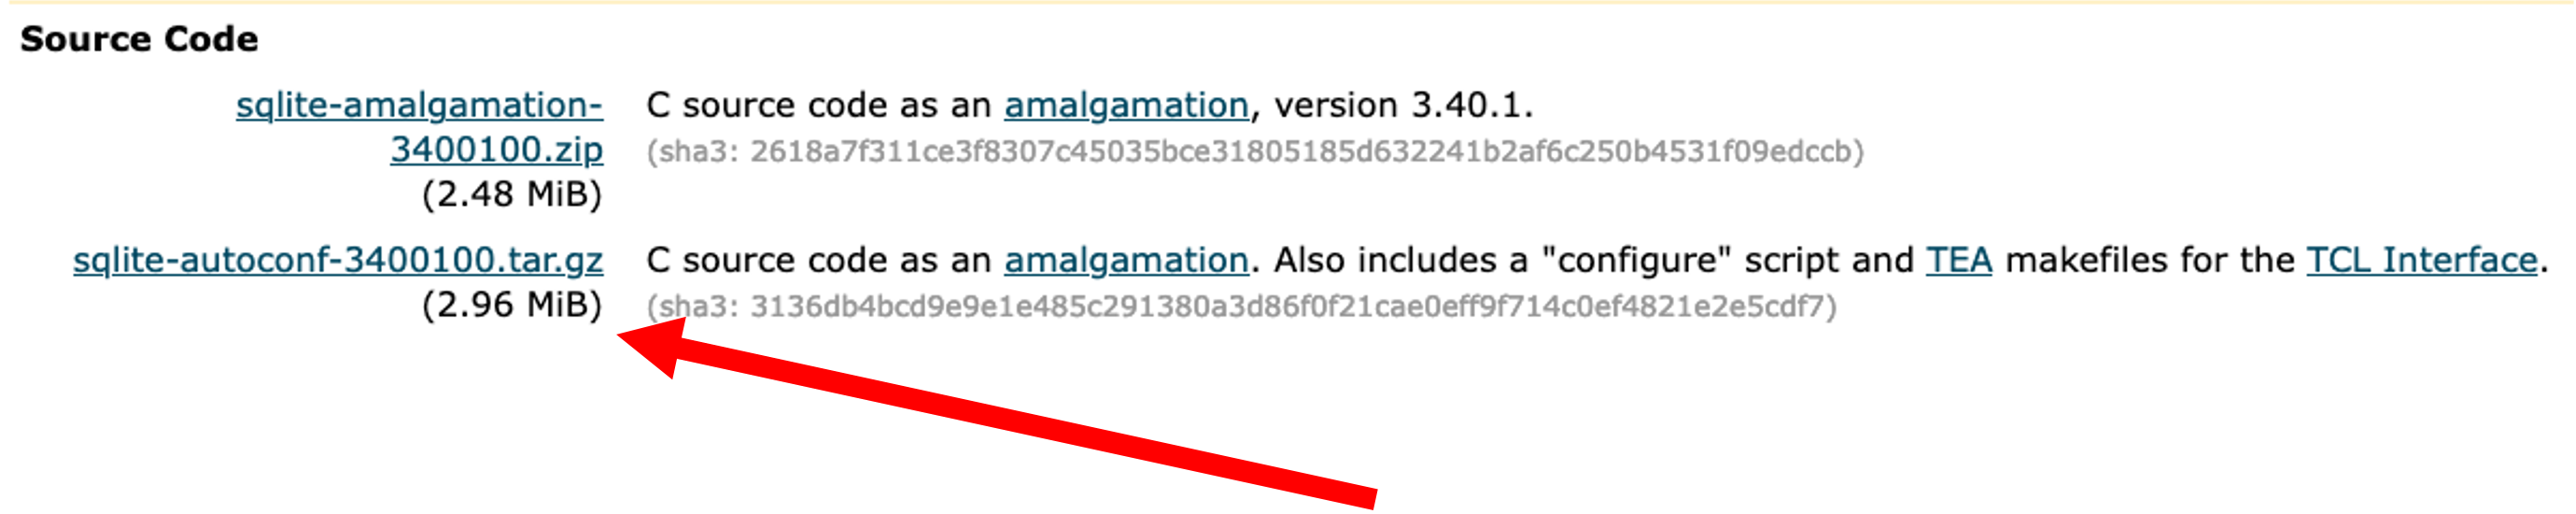 Source Code
sqlite-amalgamation-
3400100.zip
(2.48 MiB)
C source code as an amalgamation, version 3.40.1.
(sha3: 2618a7f311ce3f8307c45035bce31805185d632241b2af6c250b4531f09edccb)
sqlite-autoconf-3400100.tar.gz
(2.96 MiB)
C source code as an amalgamation. Also includes a "configure" script and TEA makefiles for the TCL Interface.
(sha3: 3136db4bcd9e9e1e485c291380a3d86f0f21cae0eff9f714c0ef4821e2e5cdf7)